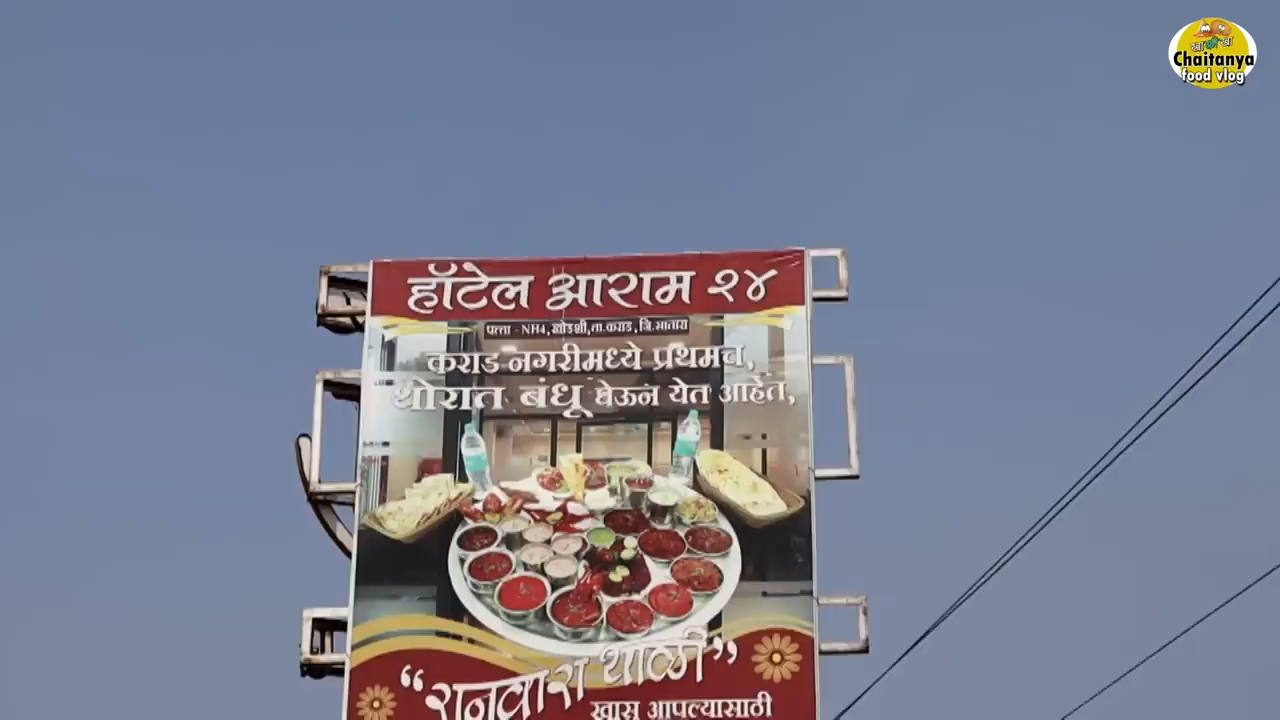 खा की खा
Chaitanya
food vlog
हॉटेल आराम २४
पत्ता - NH4, खोडशी, ता. कराड, जि. सातारा
कराड नगरीमध्ये प्रथमच,
थोरात बंधू घेऊन येत आहेत,
“रानवारा थाळी”
खास आपल्यासाठी